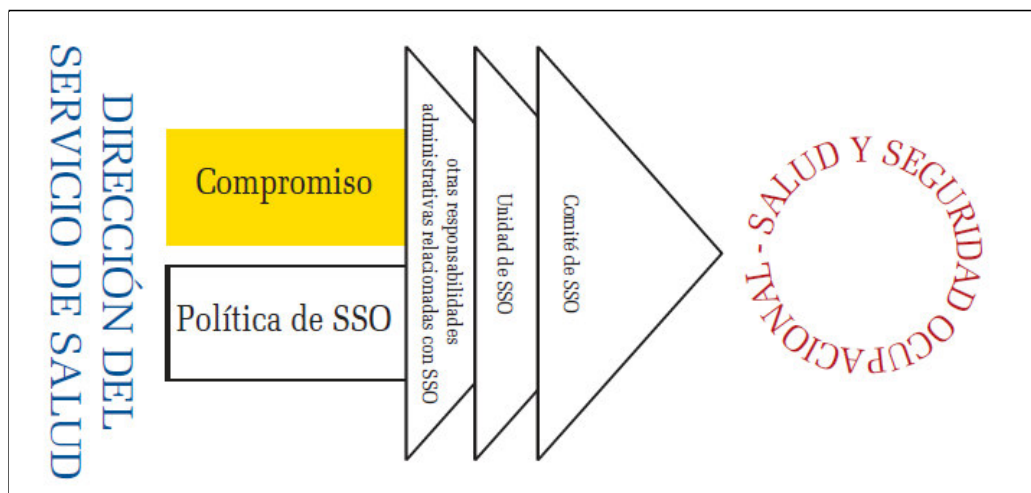 DIRECCIÓN DEL
SERVICIO DE SALUD
Compromiso
Política de SSO
otras responsabilidades
administrativas relacionadas con SSO
Unidad de SSO
Comité de SSO
SALUD Y SEGURIDAD OCUPACIONAL -